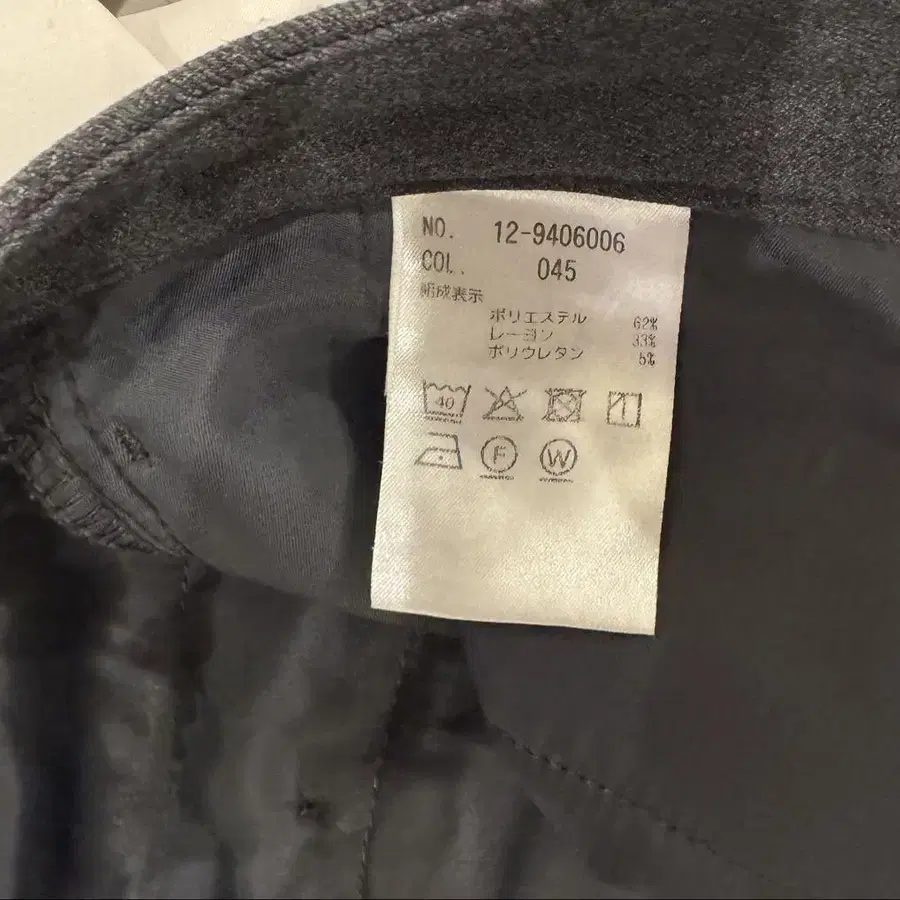 NO. 12-9406006
COL. 045
組成表示
ポリエステル 62%
レーヨン 33%
ポリウレタン 5%
40
F W